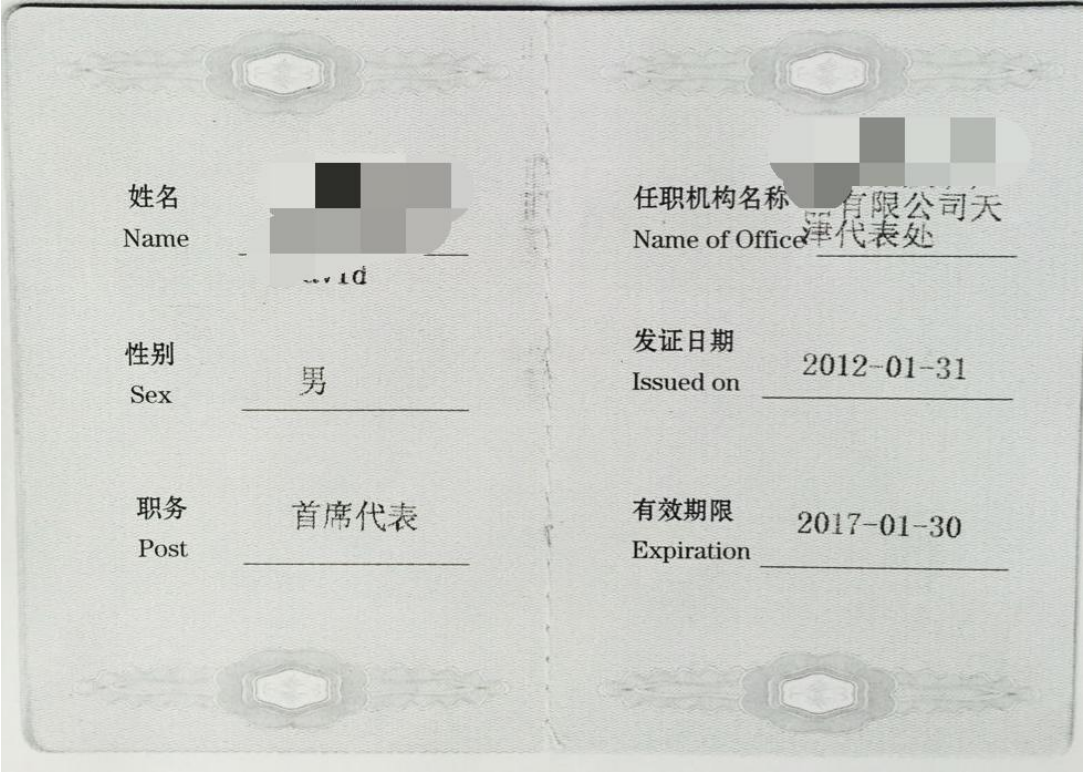 姓名
Name
性别
Sex
男
职务
Post
首席代表
任职机构名称
Name of Office
有限公司天
津代表处
发证日期
Issued on
2012-01-31
有效期限
Expiration
2017-01-30